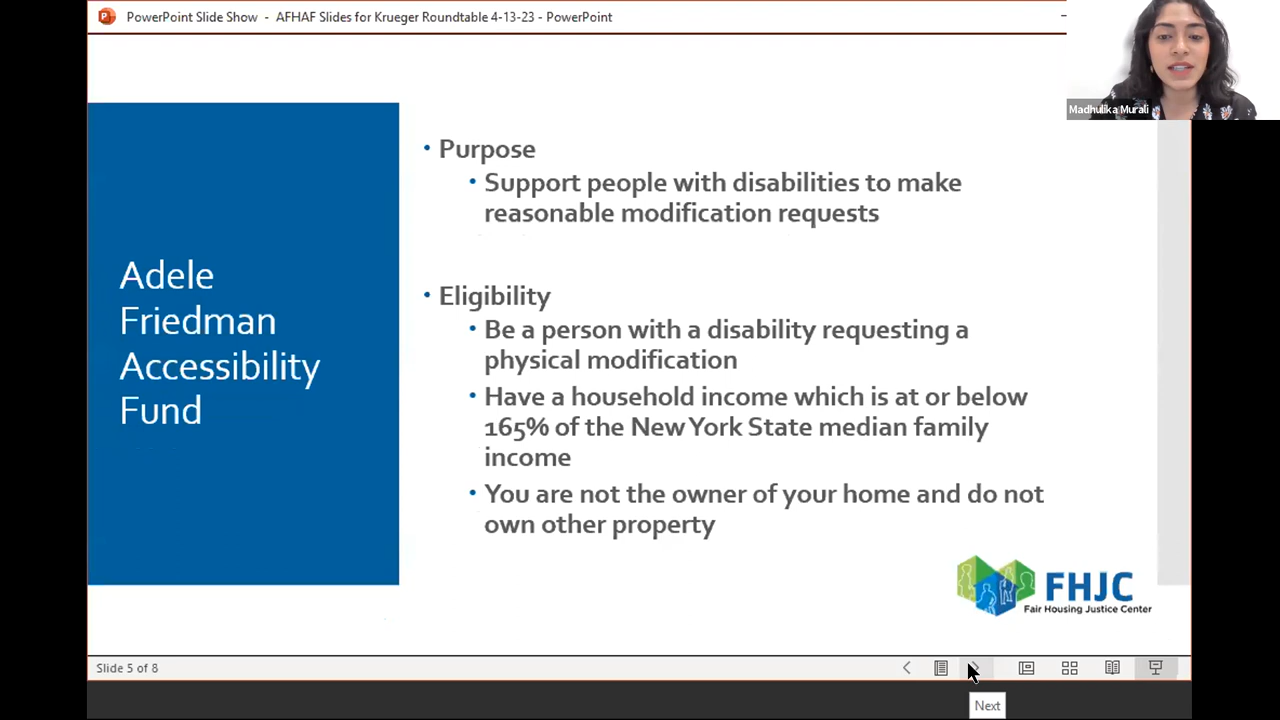 PowerPoint Slide Show - AFHAF Slides for Krueger Roundtable 4-13-23 - PowerPoint
Madhulika Murali
Adele
Friedman
Accessibility
Fund
• Purpose
• Support people with disabilities to make
reasonable modification requests
• Eligibility
• Be a person with a disability requesting a
physical modification
• Have a household income which is at or below
165% of the New York State median family
income
• You are not the owner of your home and do not
own other property
FHJC
Fair Housing Justice Center
Slide 5 of 8
Next